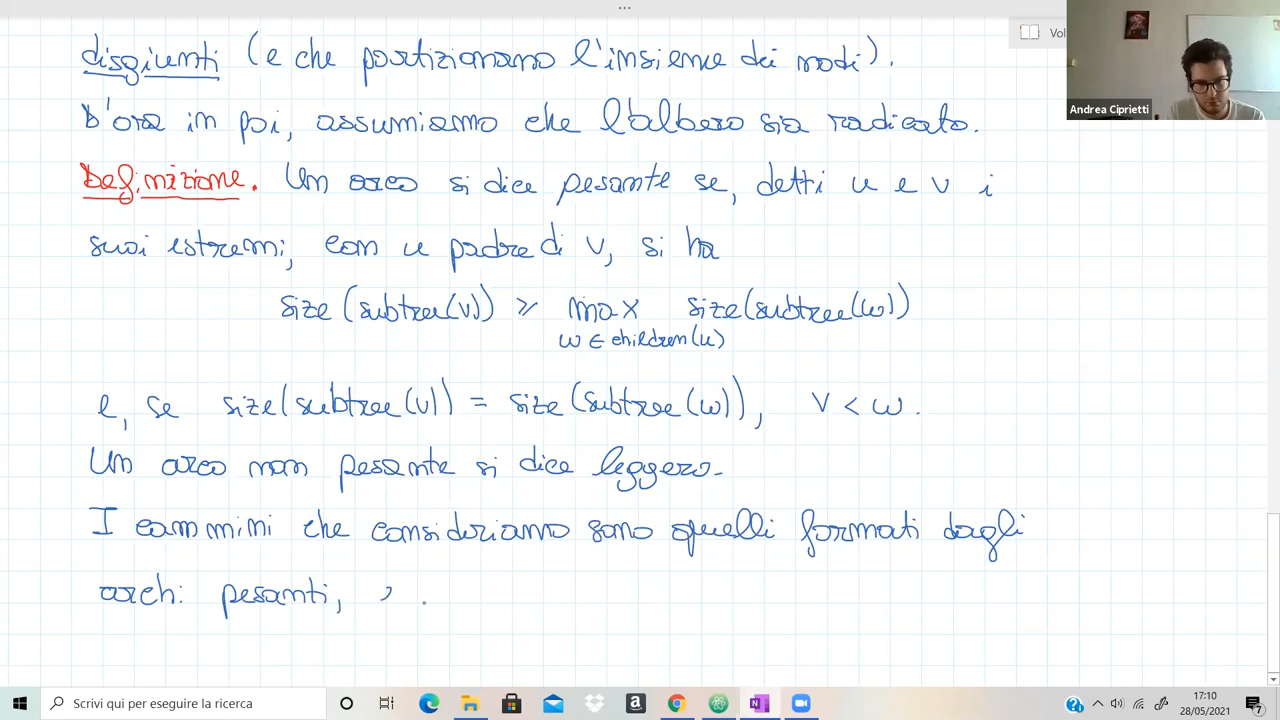 disgiunti (e che partizionano l'insieme dei nodi).
D'ora in poi, assumiamo che l'albero sia radicato.
Definizione. Un arco si dice pesante se, detti u e v i
suoi estremi, con u padre di v, si ha
size (subtree(v)) ≥ max size(subtree(w))
w ∈ children(u)
e, se size(subtree(v)) = size(subtree(w)), v < w.
Un arco non pesante si dice leggero.
I cammini che consideriamo sono quelli formati dagli
archi pesanti,
Vol
Andrea Ciprietti
Scrivi qui per eseguire la ricerca
17:10
28/05/2021
7